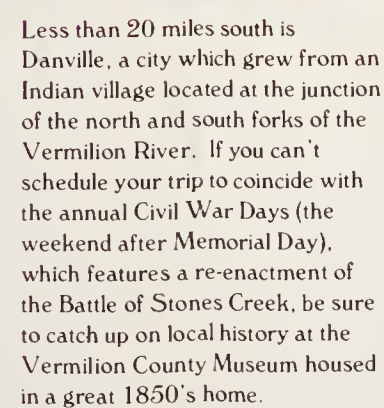 Less than 20 miles south is
Danville, a city which grew from an
Indian village located at the junction
of the north and south forks of the
Vermilion River. If you can't
schedule your trip to coincide with
the annual Civil War Days (the
weekend after Memorial Day),
which features a re-enactment of
the Battle of Stones Creek, be sure
to catch up on local history at the
Vermilion County Museum housed
in a great 1850's home.